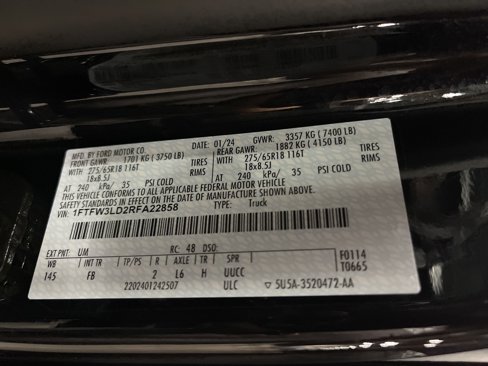 MFD. BY FORD MOTOR CO.
DATE: 01/24 GVWR: 3357 KG ( 7400 LB)
FRONT GAWR: 1701 KG ( 3750 LB) REAR GAWR: 1882 KG ( 4150 LB)
WITH 275/65R18 116T TIRES WITH 275/65R18 116T TIRES
18x8.5J RIMS 18x8.5J RIMS
AT 240 kPa/ 35 PSI COLD AT 240 kPa/ 35 PSI COLD
THIS VEHICLE CONFORMS TO ALL APPLICABLE FEDERAL MOTOR VEHICLE
SAFETY STANDARDS IN EFFECT ON THE DATE OF MANUFACTURE SHOWN ABOVE.
VIN: 1FTFW3LD2RFA22858 TYPE: Truck
EXT PNT: UM RC: 48 DSO: F0114
WB INT TR TP/PS R AXLE TR SPR T0665
145 FB 2 L6 H UUCC
2202401242507 ULC ▽ 5U5A-3520472-AA